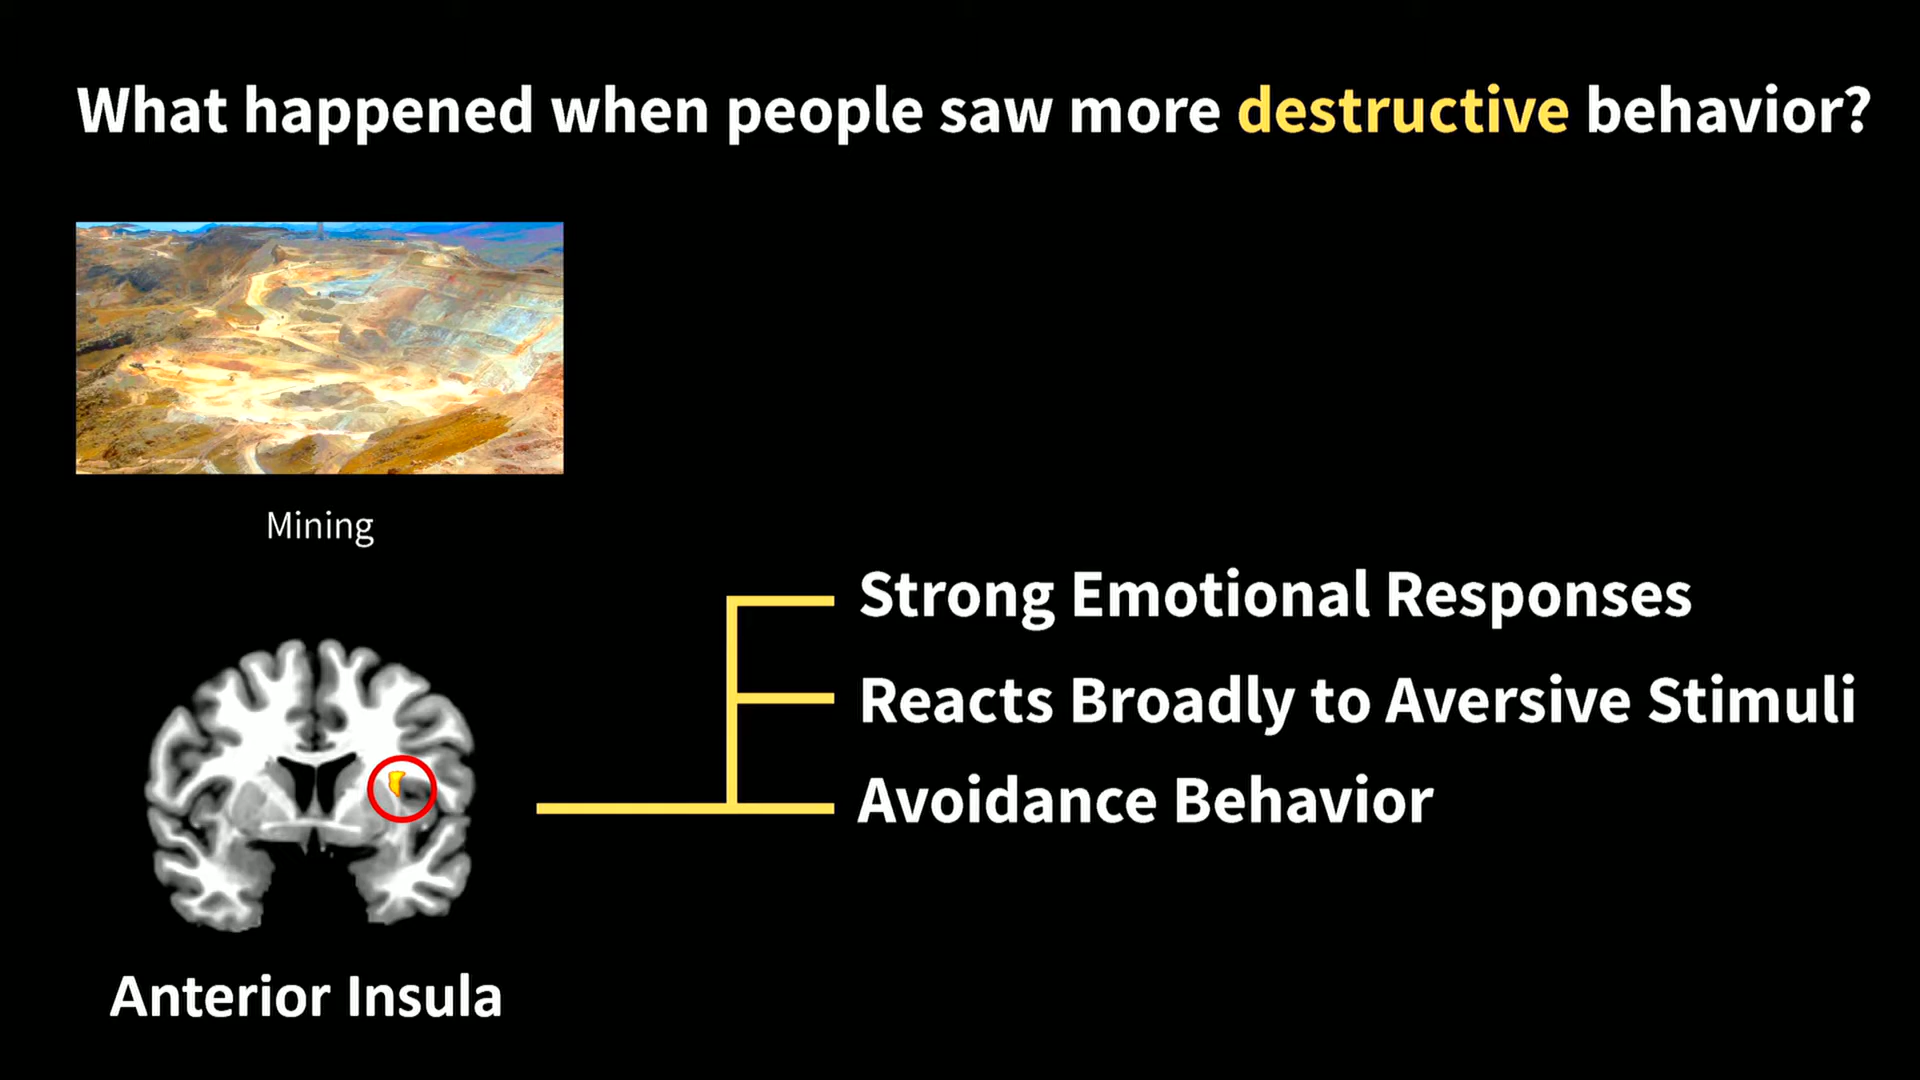 What happened when people saw more destructive behavior?
Mining
Strong Emotional Responses
Reacts Broadly to Aversive Stimuli
Avoidance Behavior
Anterior Insula